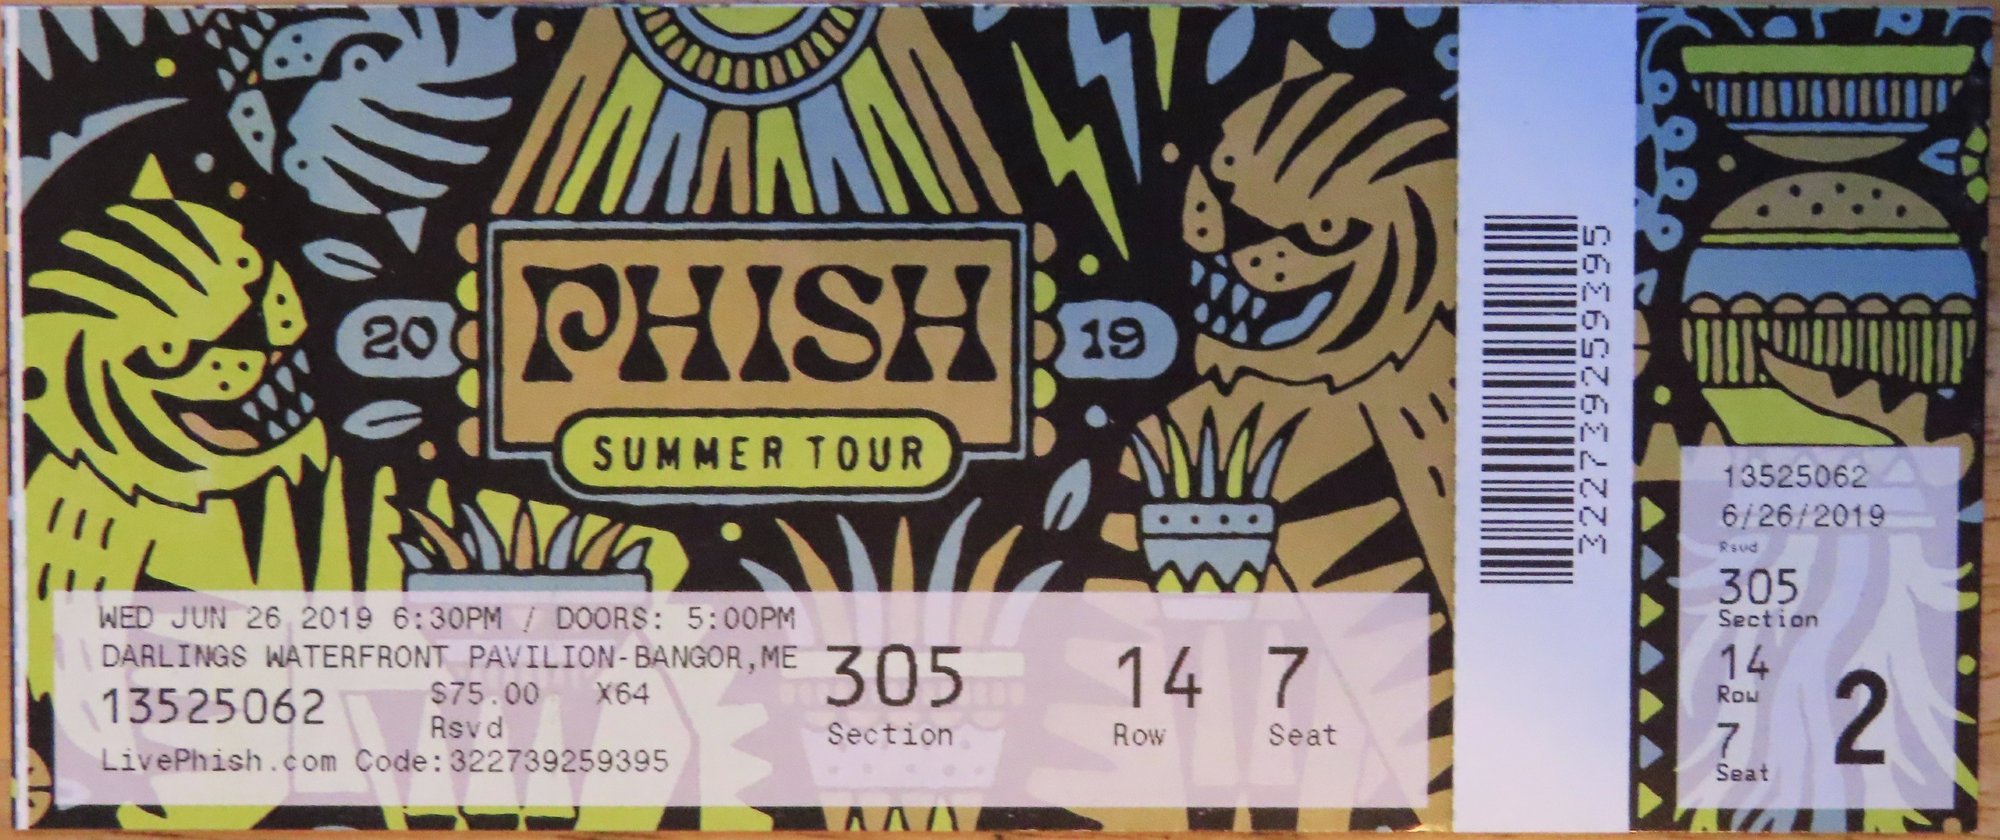 PHISH
20 19
SUMMER TOUR
WED JUN 26 2019 6:30PM / DOORS: 5:00PM
DARLINGS WATERFRONT PAVILION-BANGOR,ME
13525062 $75.00 X64
Rsvd
LivePhish.com Code:322739259395
305 14 7
Section Row Seat
322739259395
13525062
6/26/2019
Rsvd
305
Section
14
Row
7
Seat
2